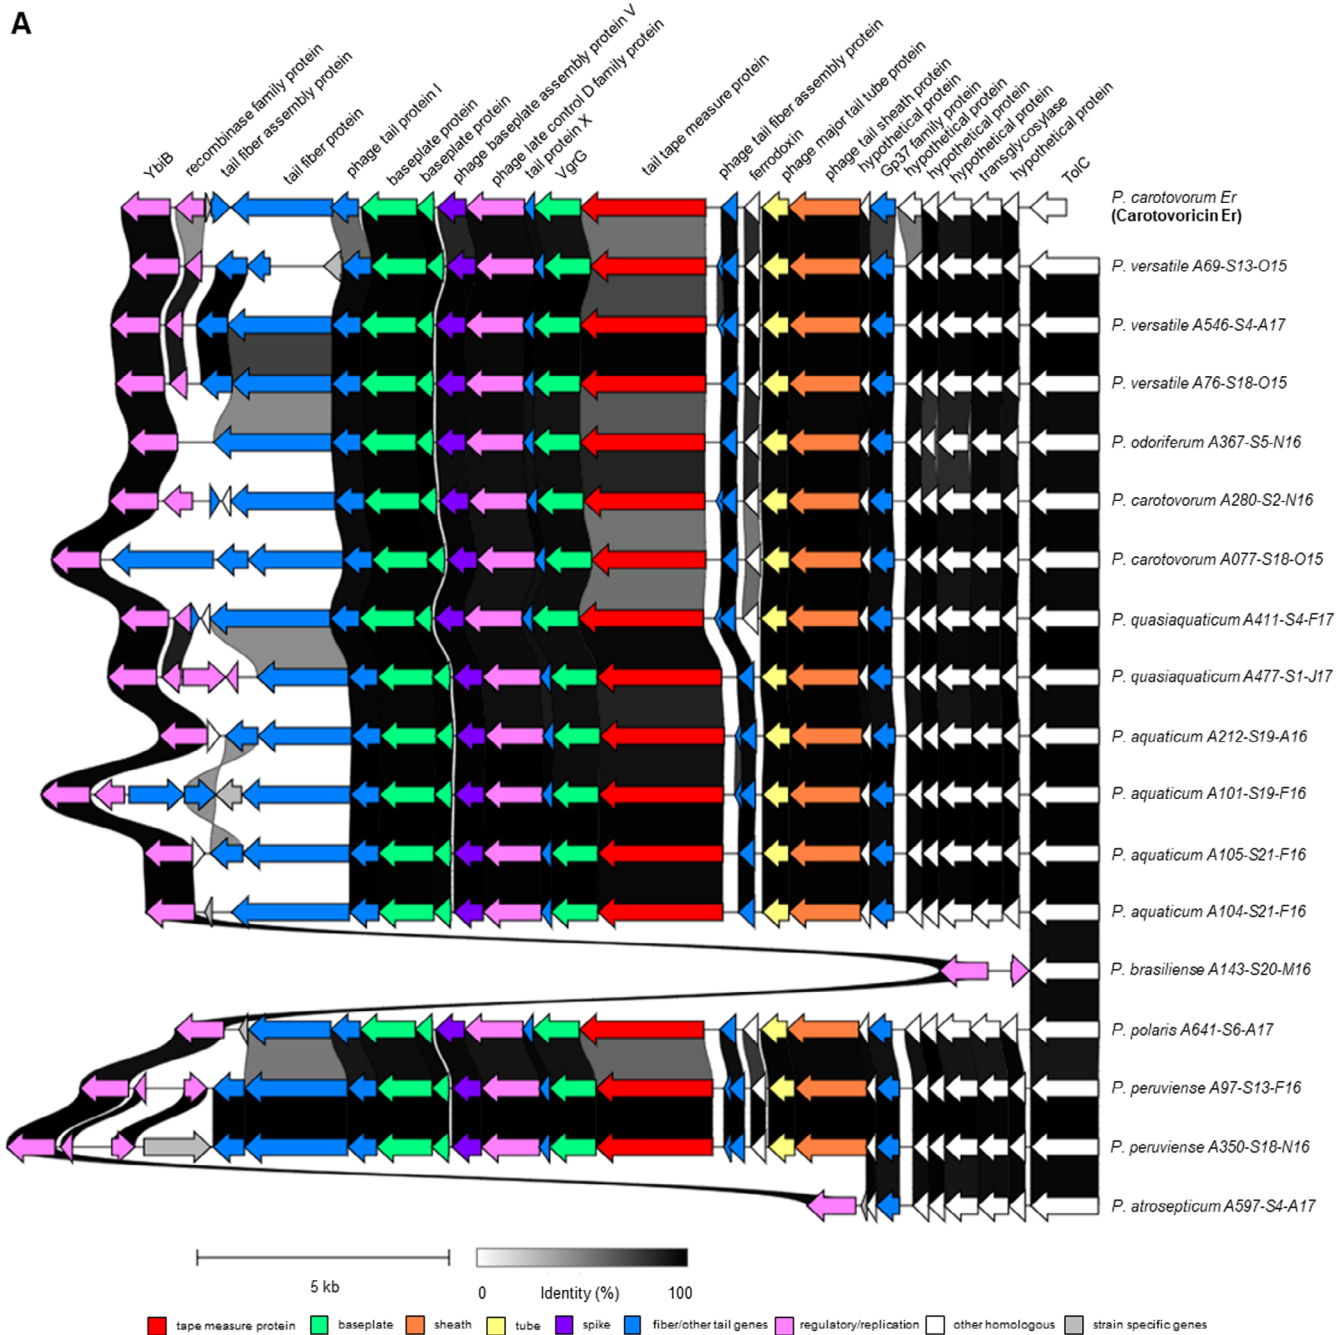 A
YbiB
recombinase family protein
tail fiber assembly protein
tail fiber protein
phage tail protein I
baseplate protein
baseplate protein
phage baseplate assembly protein V
phage late control D family protein
tail protein X
VgrG
tail tape measure protein
phage tail fiber assembly protein
ferrodoxin
phage major tail tube protein
phage tail sheath protein
hypothetical protein
Gp37 family protein
hypothetical protein
hypothetical protein
hypothetical protein
transglycosylase
hypothetical protein
TolC
P. carotovorum Er
(Carotovoricin Er)
P. versatile A69-S13-O15
P. versatile A546-S4-A17
P. versatile A76-S18-O15
P. odoriferum A367-S5-N16
P. carotovorum A280-S2-N16
P. carotovorum A077-S18-O15
P. quasiaquaticum A411-S4-F17
P. quasiaquaticum A477-S1-J17
P. aquaticum A212-S19-A16
P. aquaticum A101-S19-F16
P. aquaticum A105-S21-F16
P. aquaticum A104-S21-F16
P. brasiliense A143-S20-M16
P. polaris A641-S6-A17
P. peruviense A97-S13-F16
P. peruviense A350-S18-N16
P. atrosepticum A597-S4-A17
5 kb
0 Identity (%) 100
tape measure protein baseplate sheath tube spike fiber/other tail genes regulatory/replication other homologous strain specific genes